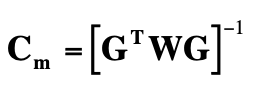 Cₘ = [GᵀWG]⁻¹